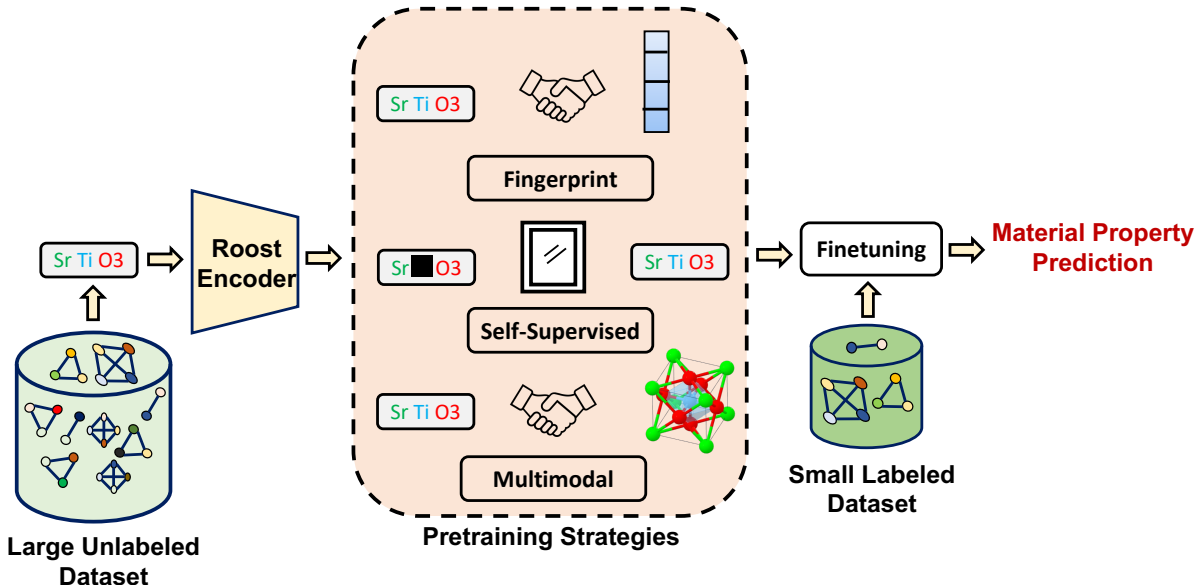 Sr Ti O3
Fingerprint
Sr Ti O3
Roost
Encoder
Sr O3
Sr Ti O3
Self-Supervised
Finetuning
Material Property
Prediction
Sr Ti O3
Multimodal
Pretraining Strategies
Large Unlabeled
Dataset
Small Labeled
Dataset